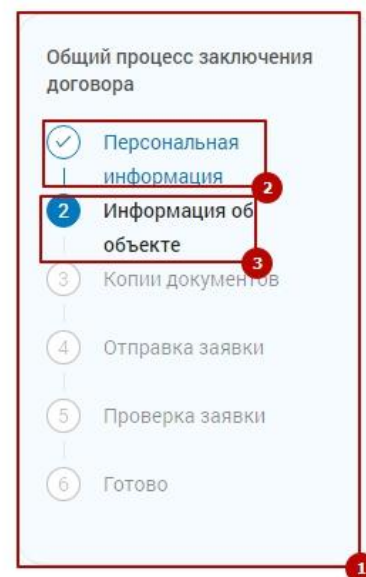 Общий процесс заключения
договора
Персональная
информация
2
2
Информация об
объекте
3
3
Копии документов
4
Отправка заявки
5
Проверка заявки
6
Готово
1